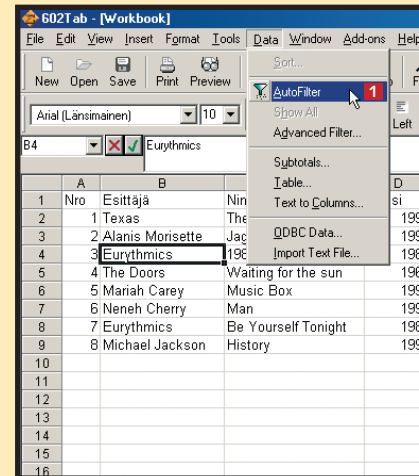 602Tab - [Workbook]
File Edit View Insert Format Tools Data Window Add-ons Help
New Open Save Print Preview
Sort...
AutoFilter 1
Show All
Advanced Filter...
Subtotals...
Table...
Text to Columns...
ODBC Data...
Import Text File...
Arial (Länsimainen) 10 Left
B4 Eurythmics
A B D
1 Nro Esittäjä Nin si
2 1 Texas The 199
3 2 Alanis Morisette Jag 199
4 3 Eurythmics 198 198
5 4 The Doors Waiting for the sun 196
6 5 Mariah Carey Music Box 199
7 6 Neneh Cherry Man 199
8 7 Eurythmics Be Yourself Tonight 198
9 8 Michael Jackson History 199
10
11
12
13
14
15
16